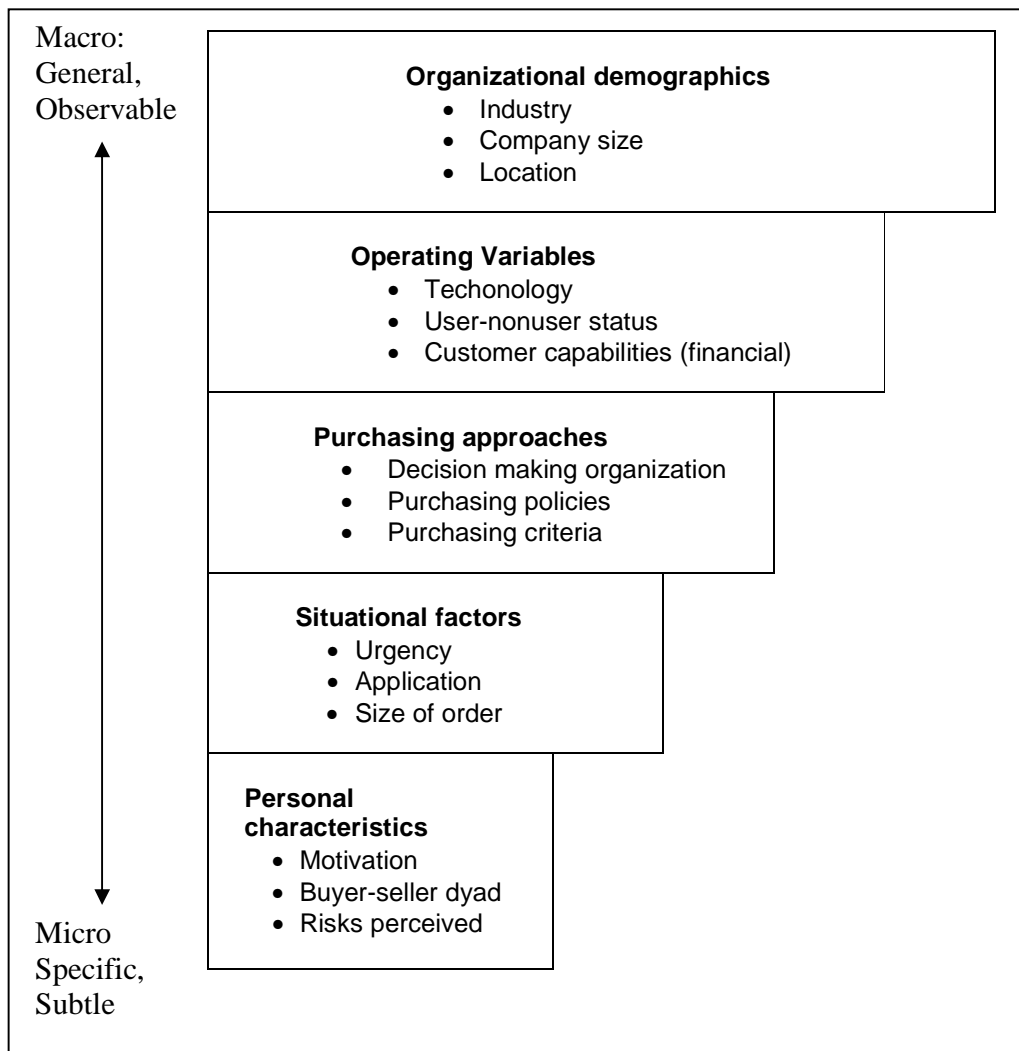 Macro:
General,
Observable
Organizational demographics
• Industry
• Company size
• Location
Operating Variables
• Techonology
• User-nonuser status
• Customer capabilities (financial)
Purchasing approaches
• Decision making organization
• Purchasing policies
• Purchasing criteria
Situational factors
• Urgency
• Application
• Size of order
Personal
characteristics
• Motivation
• Buyer-seller dyad
• Risks perceived
Micro
Specific,
Subtle